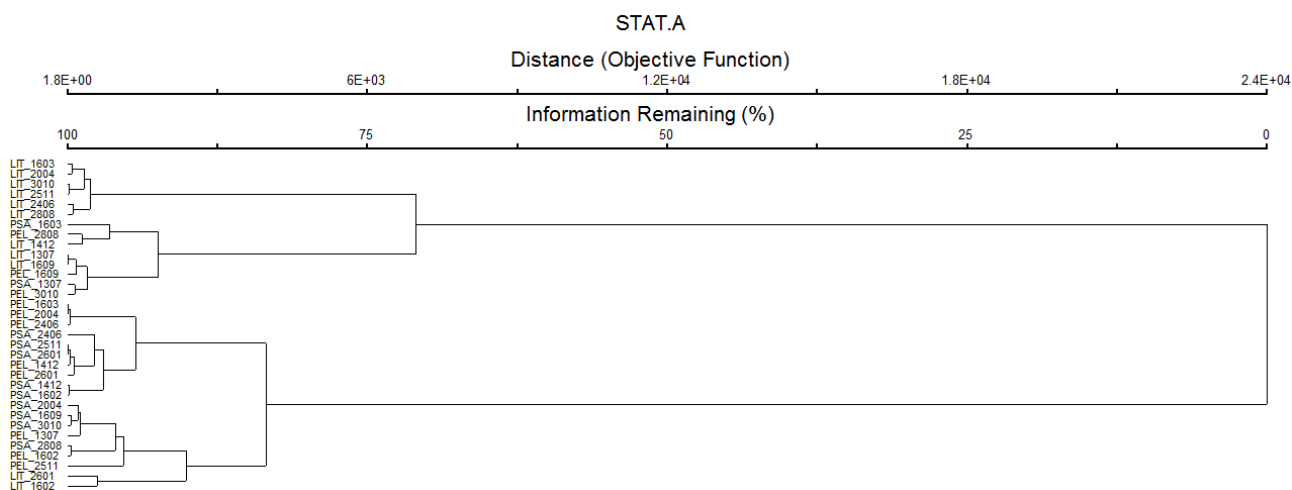 STAT.A
Distance (Objective Function)
1.8E+00 6E+03 1.2E+04 1.8E+04 2.4E+04
Information Remaining (%)
100 75 50 25 0
LIT_1603
LIT_2004
LIT_3010
LIT_2511
LIT_2406
LIT_2808
PSA_1603
PEL_2808
LIT_1412
LIT_1307
LIT_1609
PEL_1609
PSA_1307
PEL_3010
PEL_1603
PEL_2004
PEL_2406
PSA_2406
PSA_2511
PSA_2601
PEL_1412
PEL_2601
PSA_1412
PSA_1602
PSA_2004
PSA_1609
PSA_3010
PEL_1307
PSA_2808
PEL_1602
PEL_2511
LIT_2601
LIT_1602